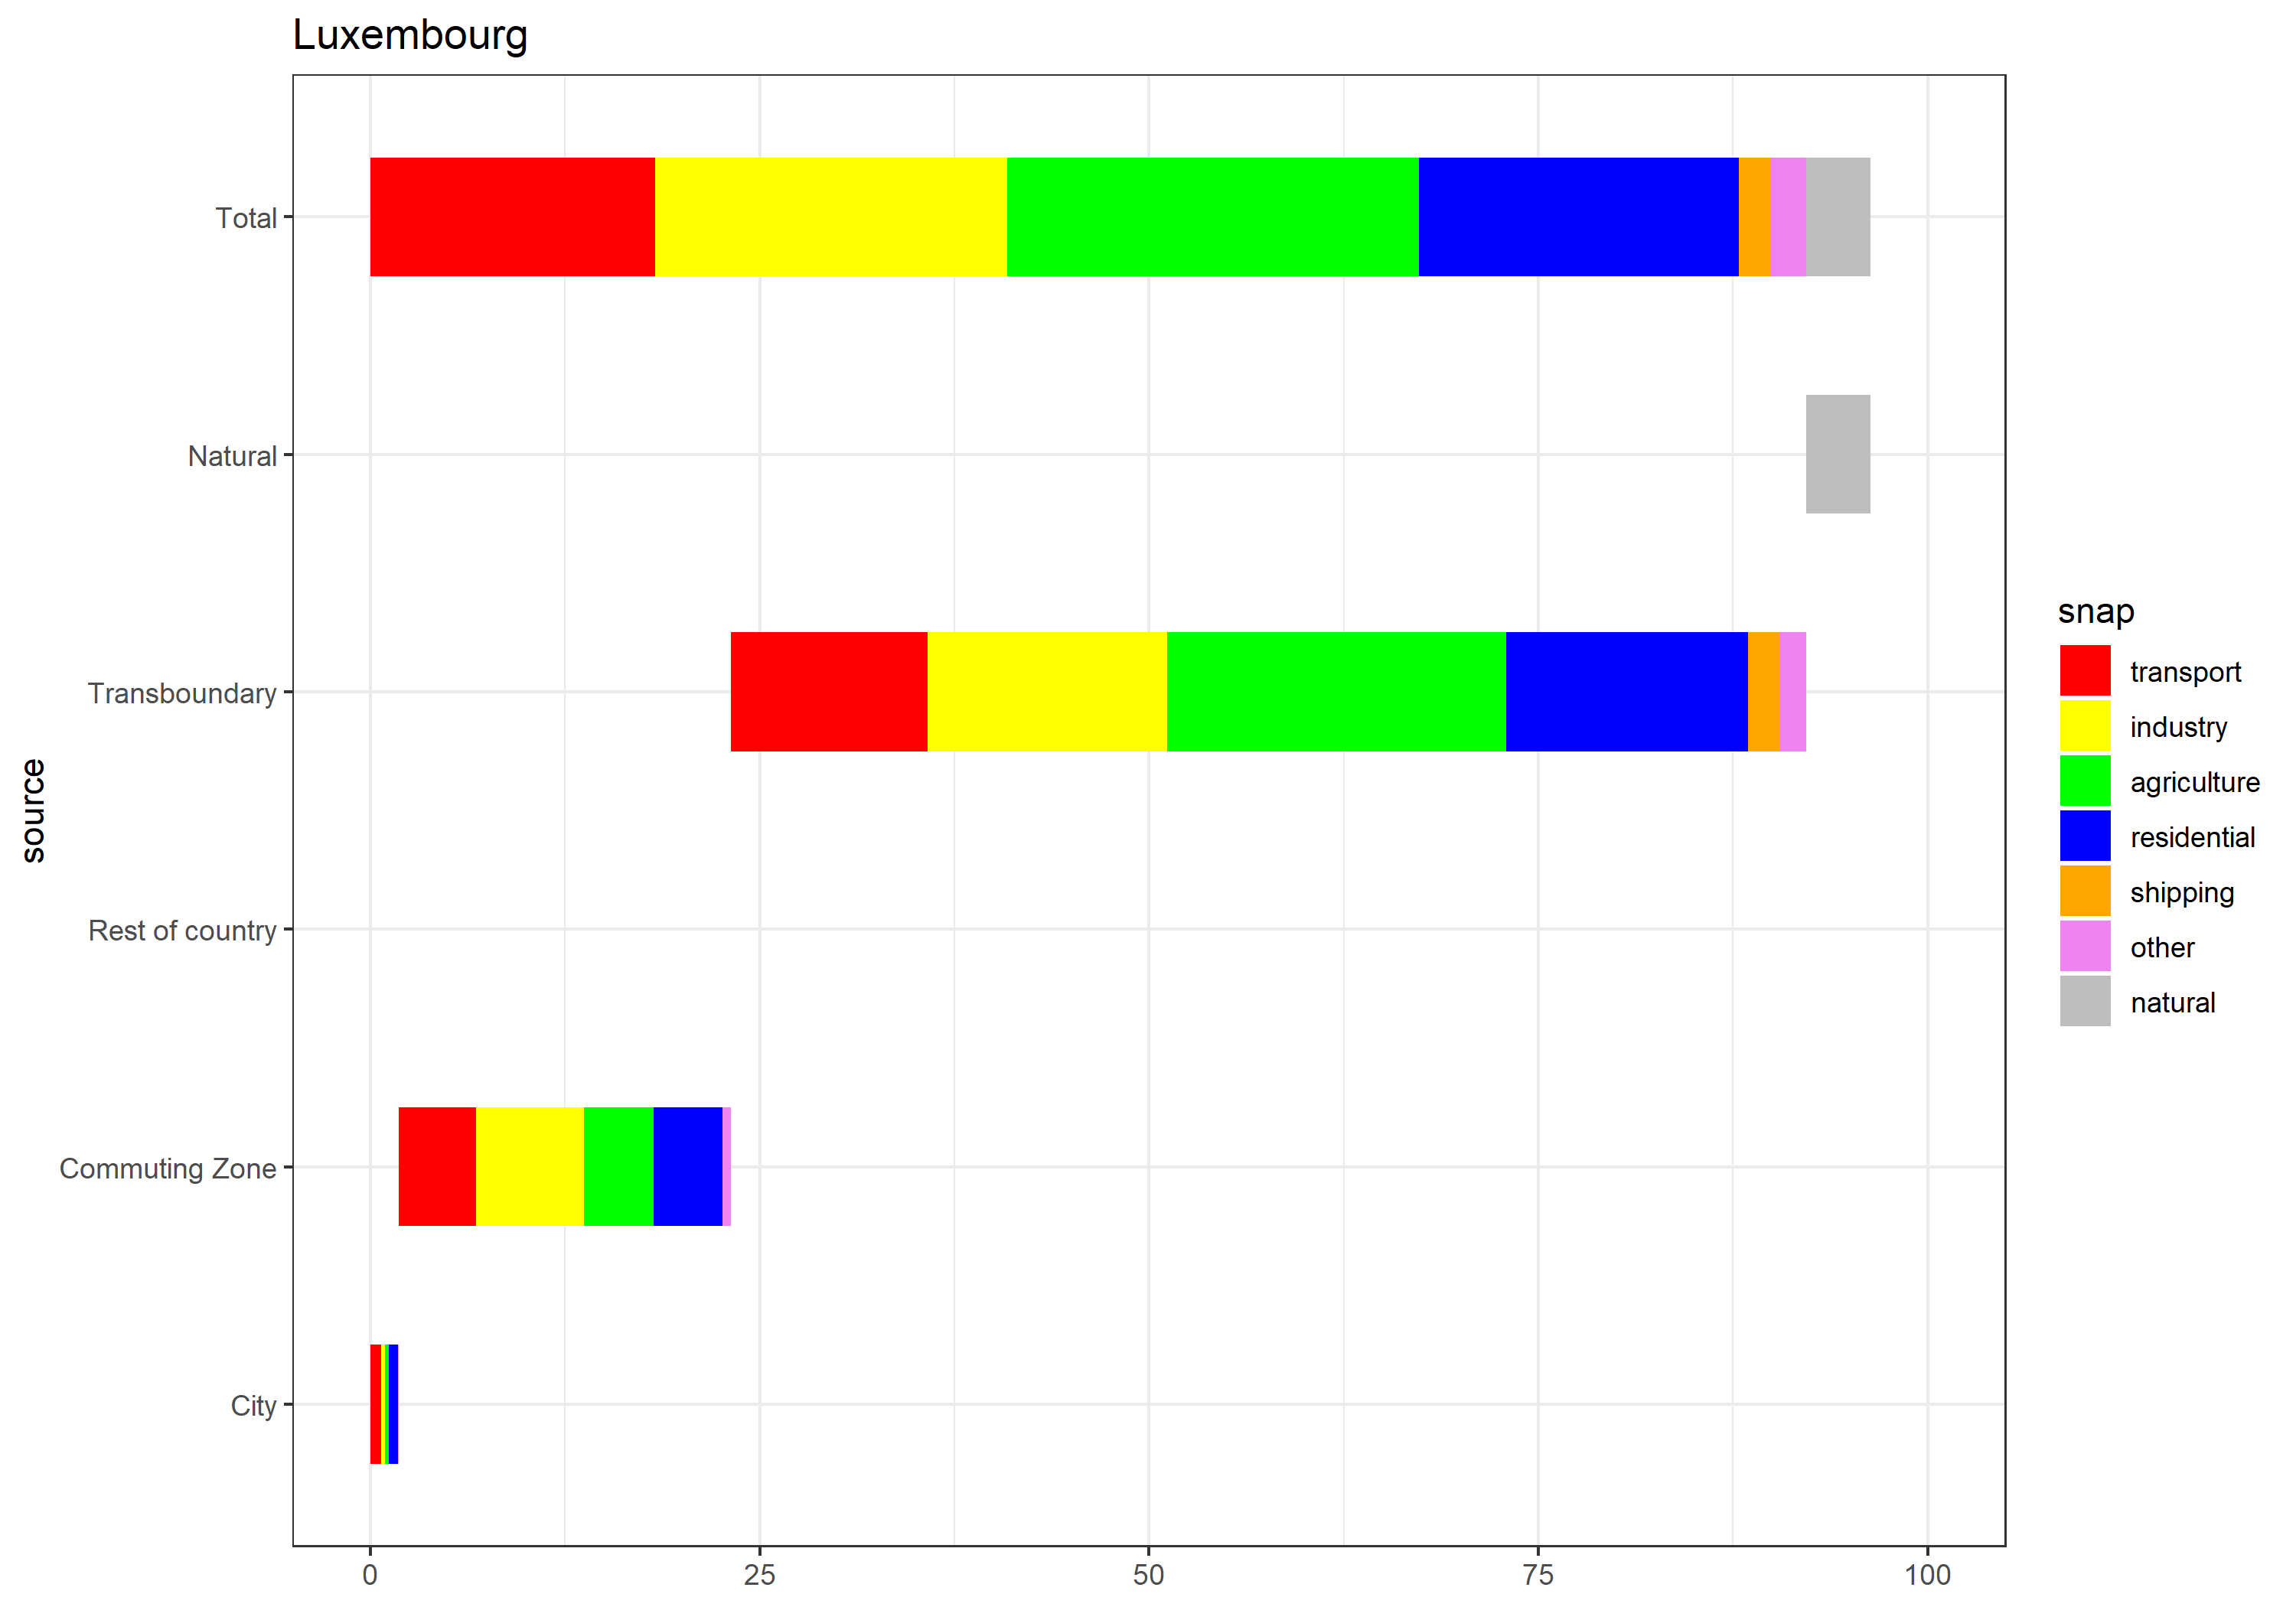 Luxembourg
Total
Natural
Transboundary
Rest of country
Commuting Zone
City
source
0 25 50 75 100
snap
transport
industry
agriculture
residential
shipping
other
natural